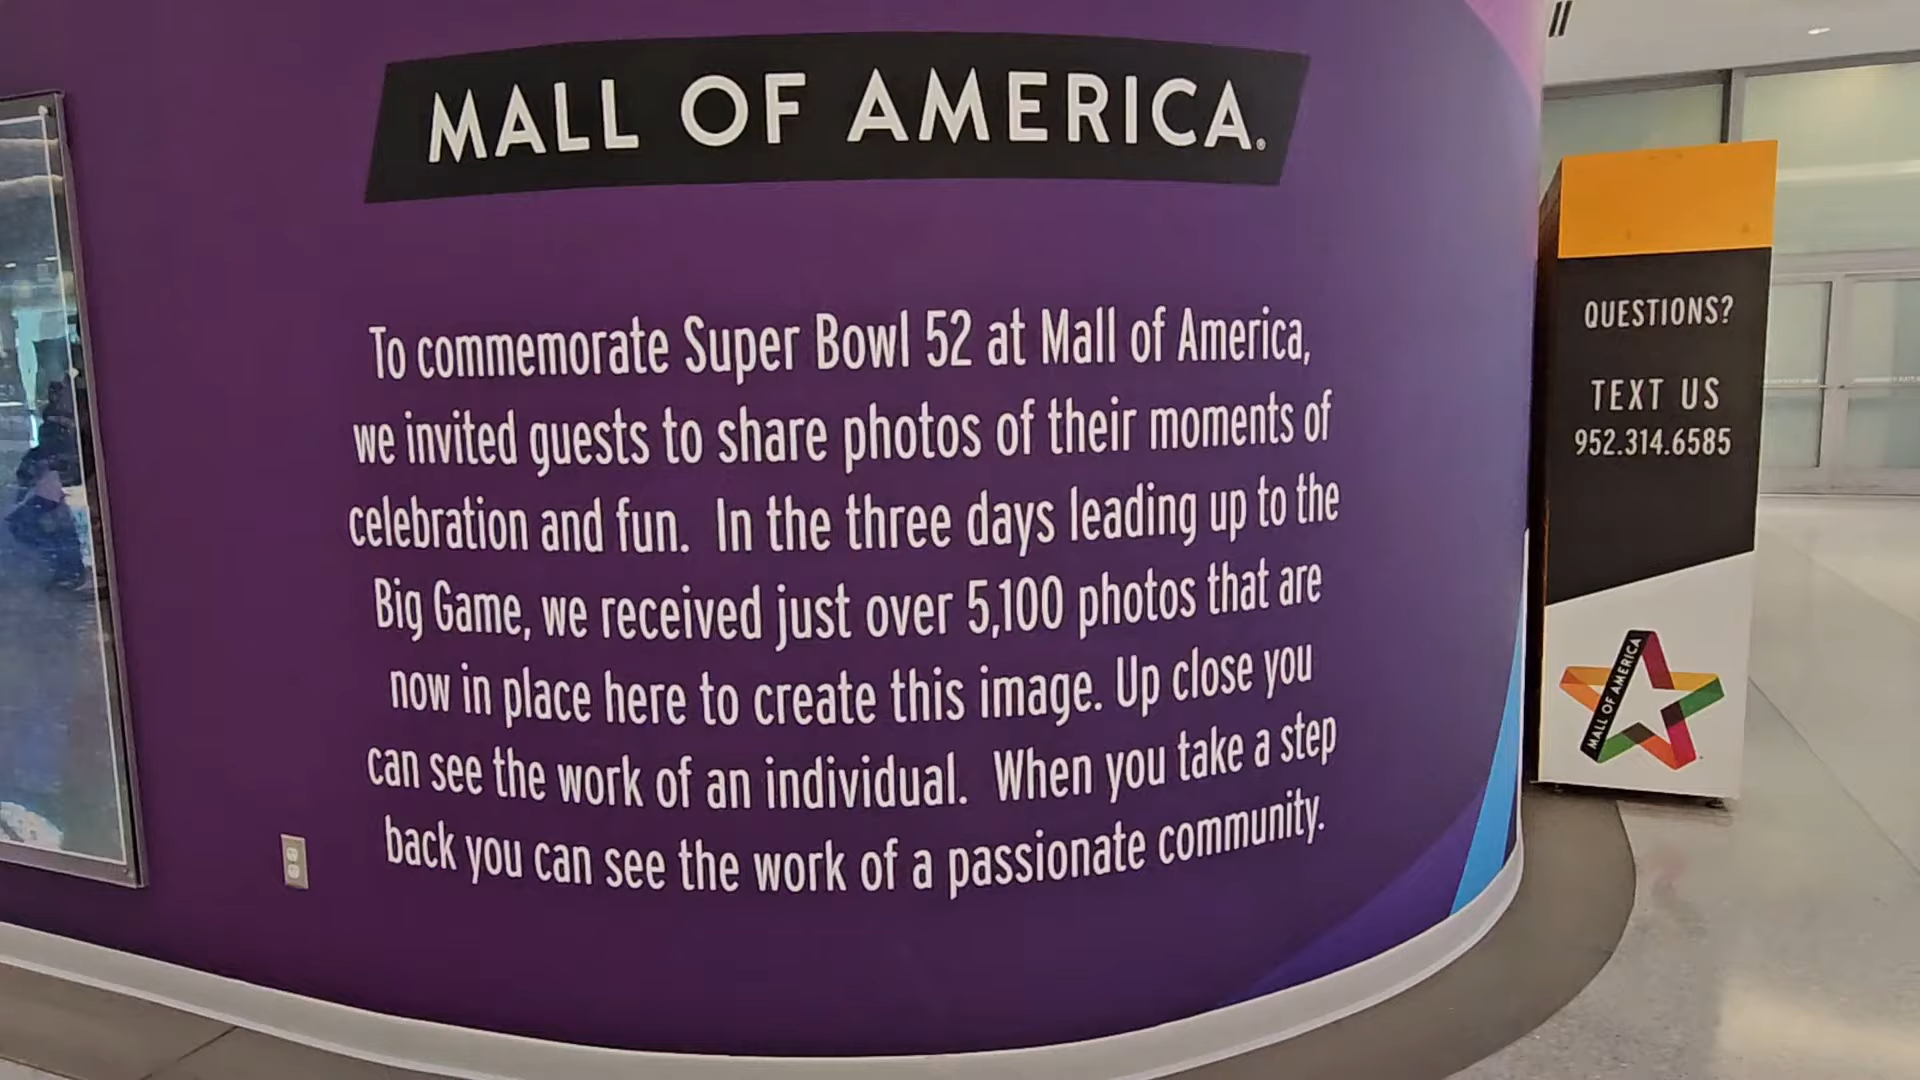 MALL OF AMERICA®
To commemorate Super Bowl 52 at Mall of America,
we invited guests to share photos of their moments of
celebration and fun. In the three days leading up to the
Big Game, we received just over 5,100 photos that are
now in place here to create this image. Up close you
can see the work of an individual. When you take a step
back you can see the work of a passionate community.
QUESTIONS?
TEXT US
952.314.6585
MALL OF AMERICA